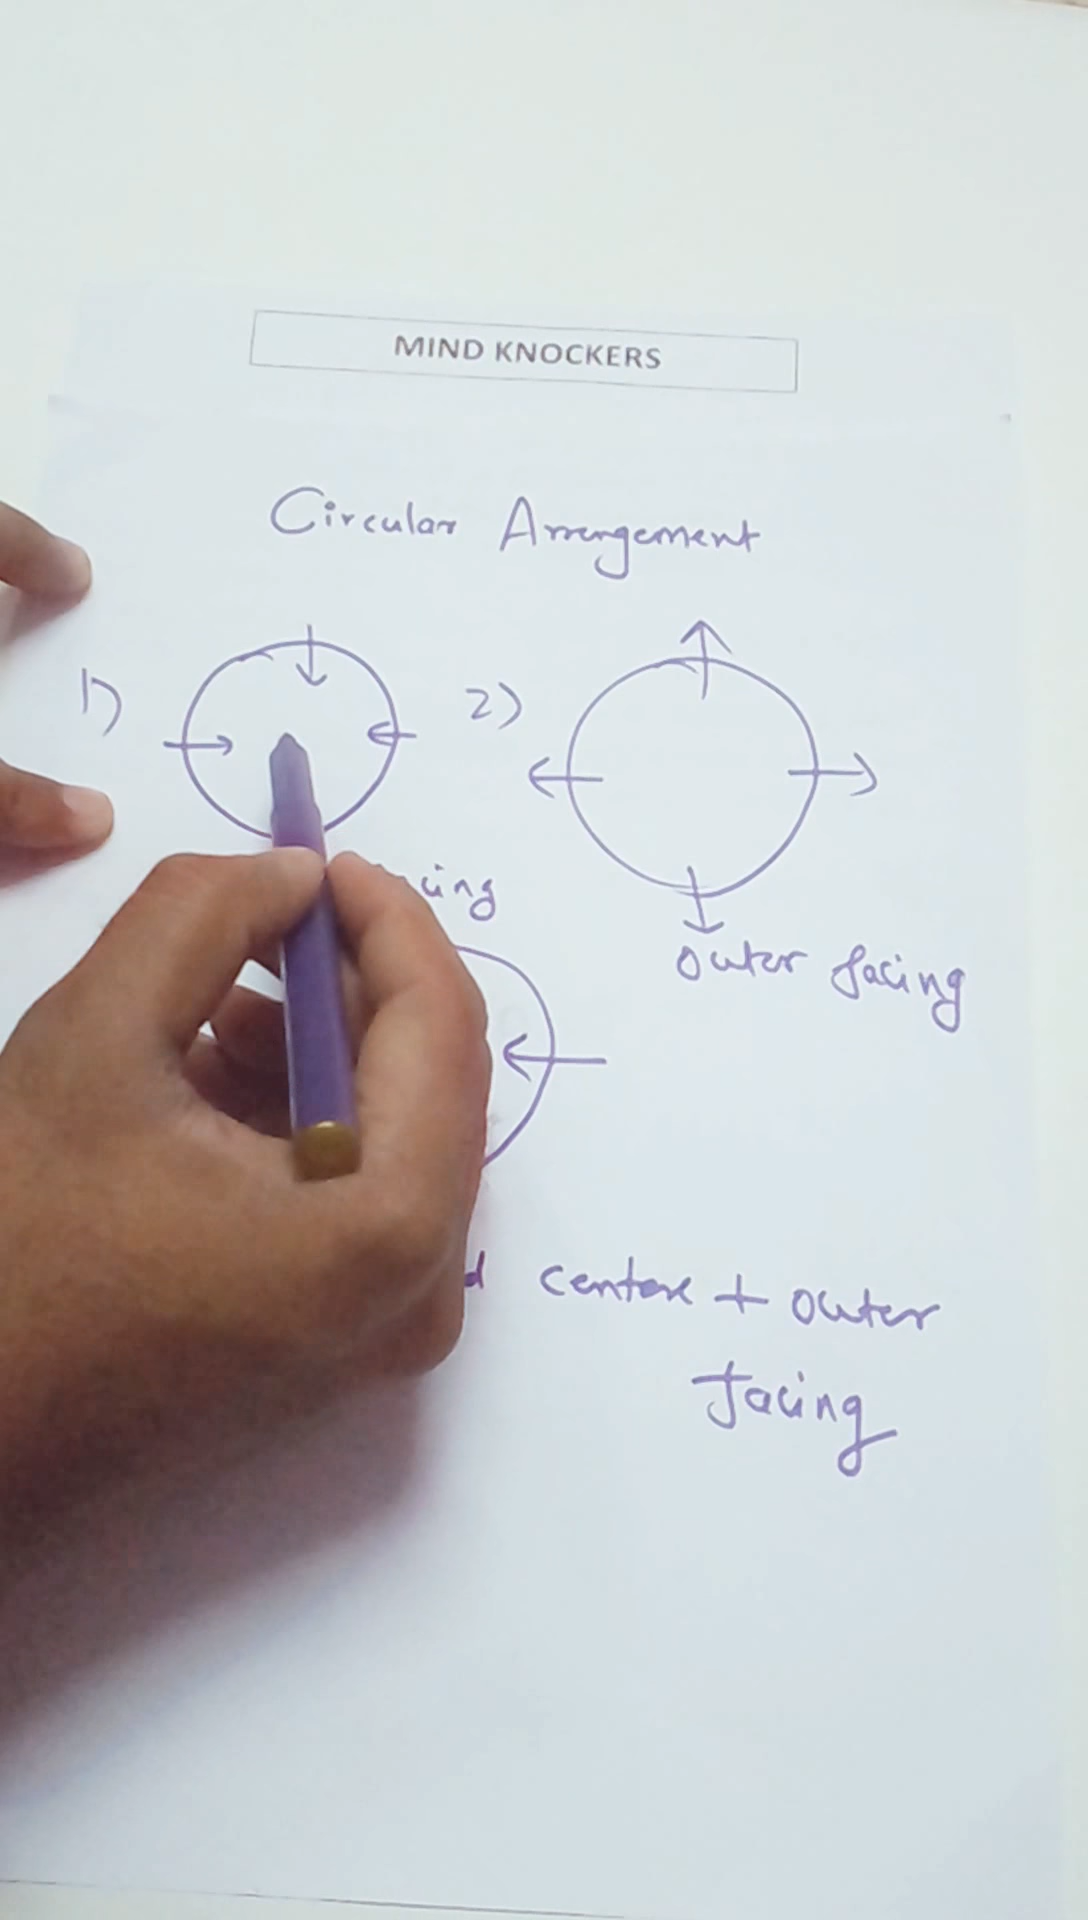 MIND KNOCKERS
Circular Arrangement
1) 2)
outer facing
centre + outer
facing